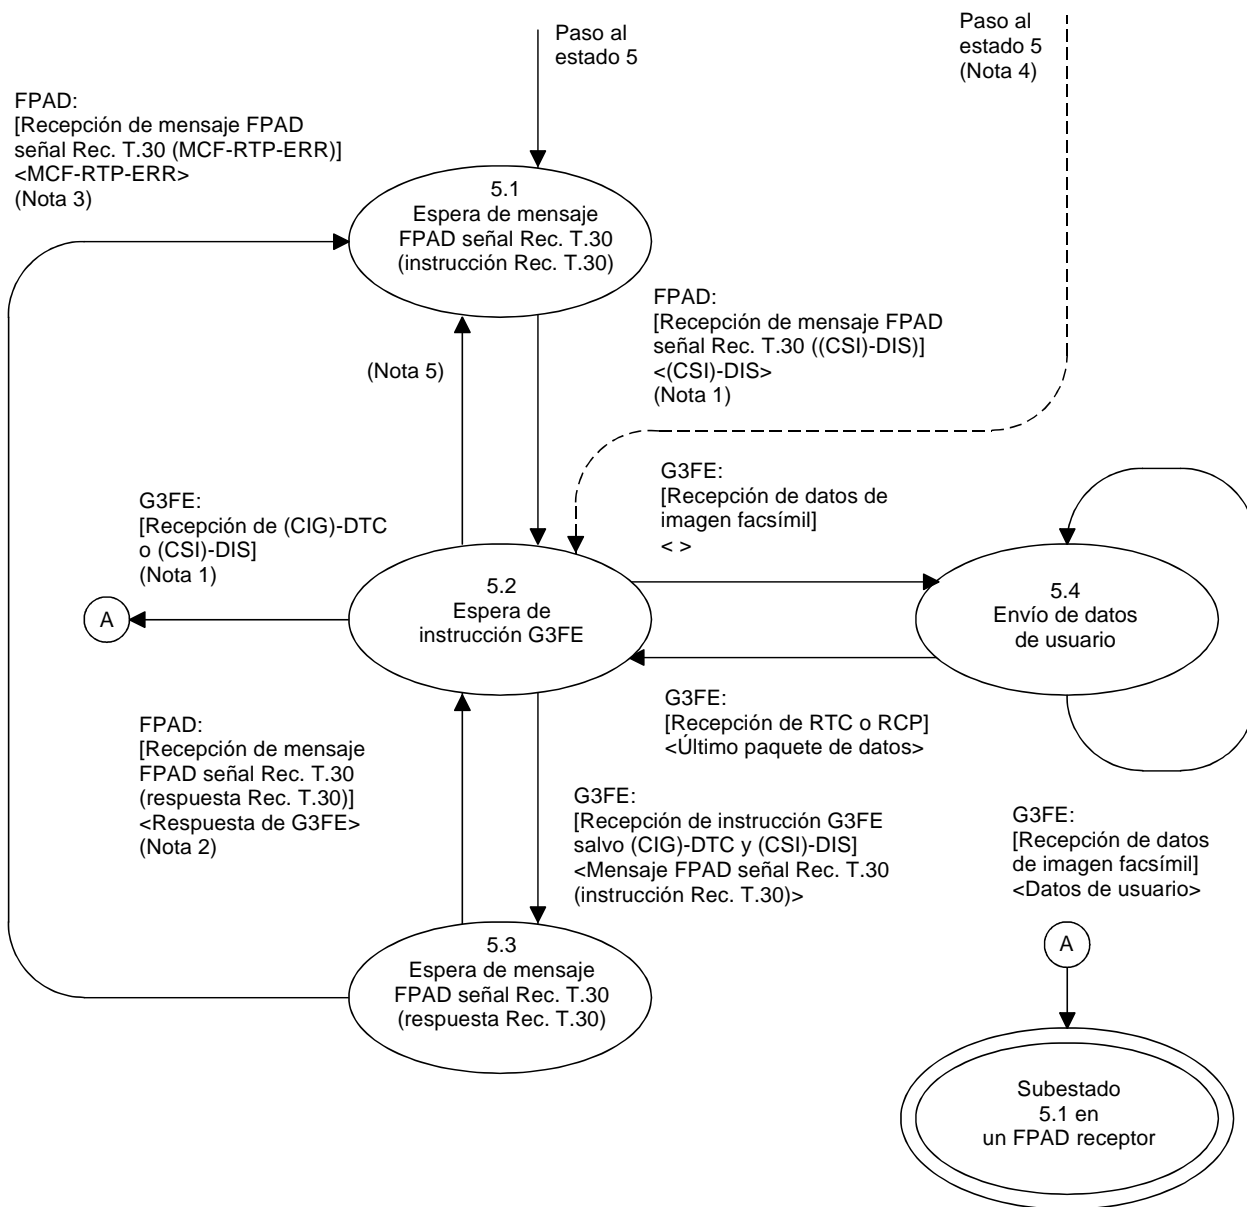 Paso al
estado 5
Paso al
estado 5
(Nota 4)
FPAD:
[Recepción de mensaje FPAD
señal Rec. T.30 (MCF-RTP-ERR)]
<MCF-RTP-ERR>
(Nota 3)
5.1
Espera de mensaje
FPAD señal Rec. T.30
(instrucción Rec. T.30)
FPAD:
[Recepción de mensaje FPAD
señal Rec. T.30 ((CSI)-DIS)]
<(CSI)-DIS>
(Nota 1)
(Nota 5)
G3FE:
[Recepción de datos de
imagen facsímil]
< >
G3FE:
[Recepción de (CIG)-DTC
o (CSI)-DIS]
(Nota 1)
A
5.2
Espera de
instrucción G3FE
5.4
Envío de datos
de usuario
G3FE:
[Recepción de RTC o RCP]
<Último paquete de datos>
FPAD:
[Recepción de mensaje
FPAD señal Rec. T.30
(respuesta Rec. T.30)]
<Respuesta de G3FE>
(Nota 2)
G3FE:
[Recepción de instrucción G3FE
salvo (CIG)-DTC y (CSI)-DIS]
<Mensaje FPAD señal Rec. T.30
(instrucción Rec. T.30)>
G3FE:
[Recepción de datos
de imagen facsímil]
<Datos de usuario>
5.3
Espera de mensaje
FPAD señal Rec. T.30
(respuesta Rec. T.30)
A
Subestado
5.1 en
un FPAD receptor